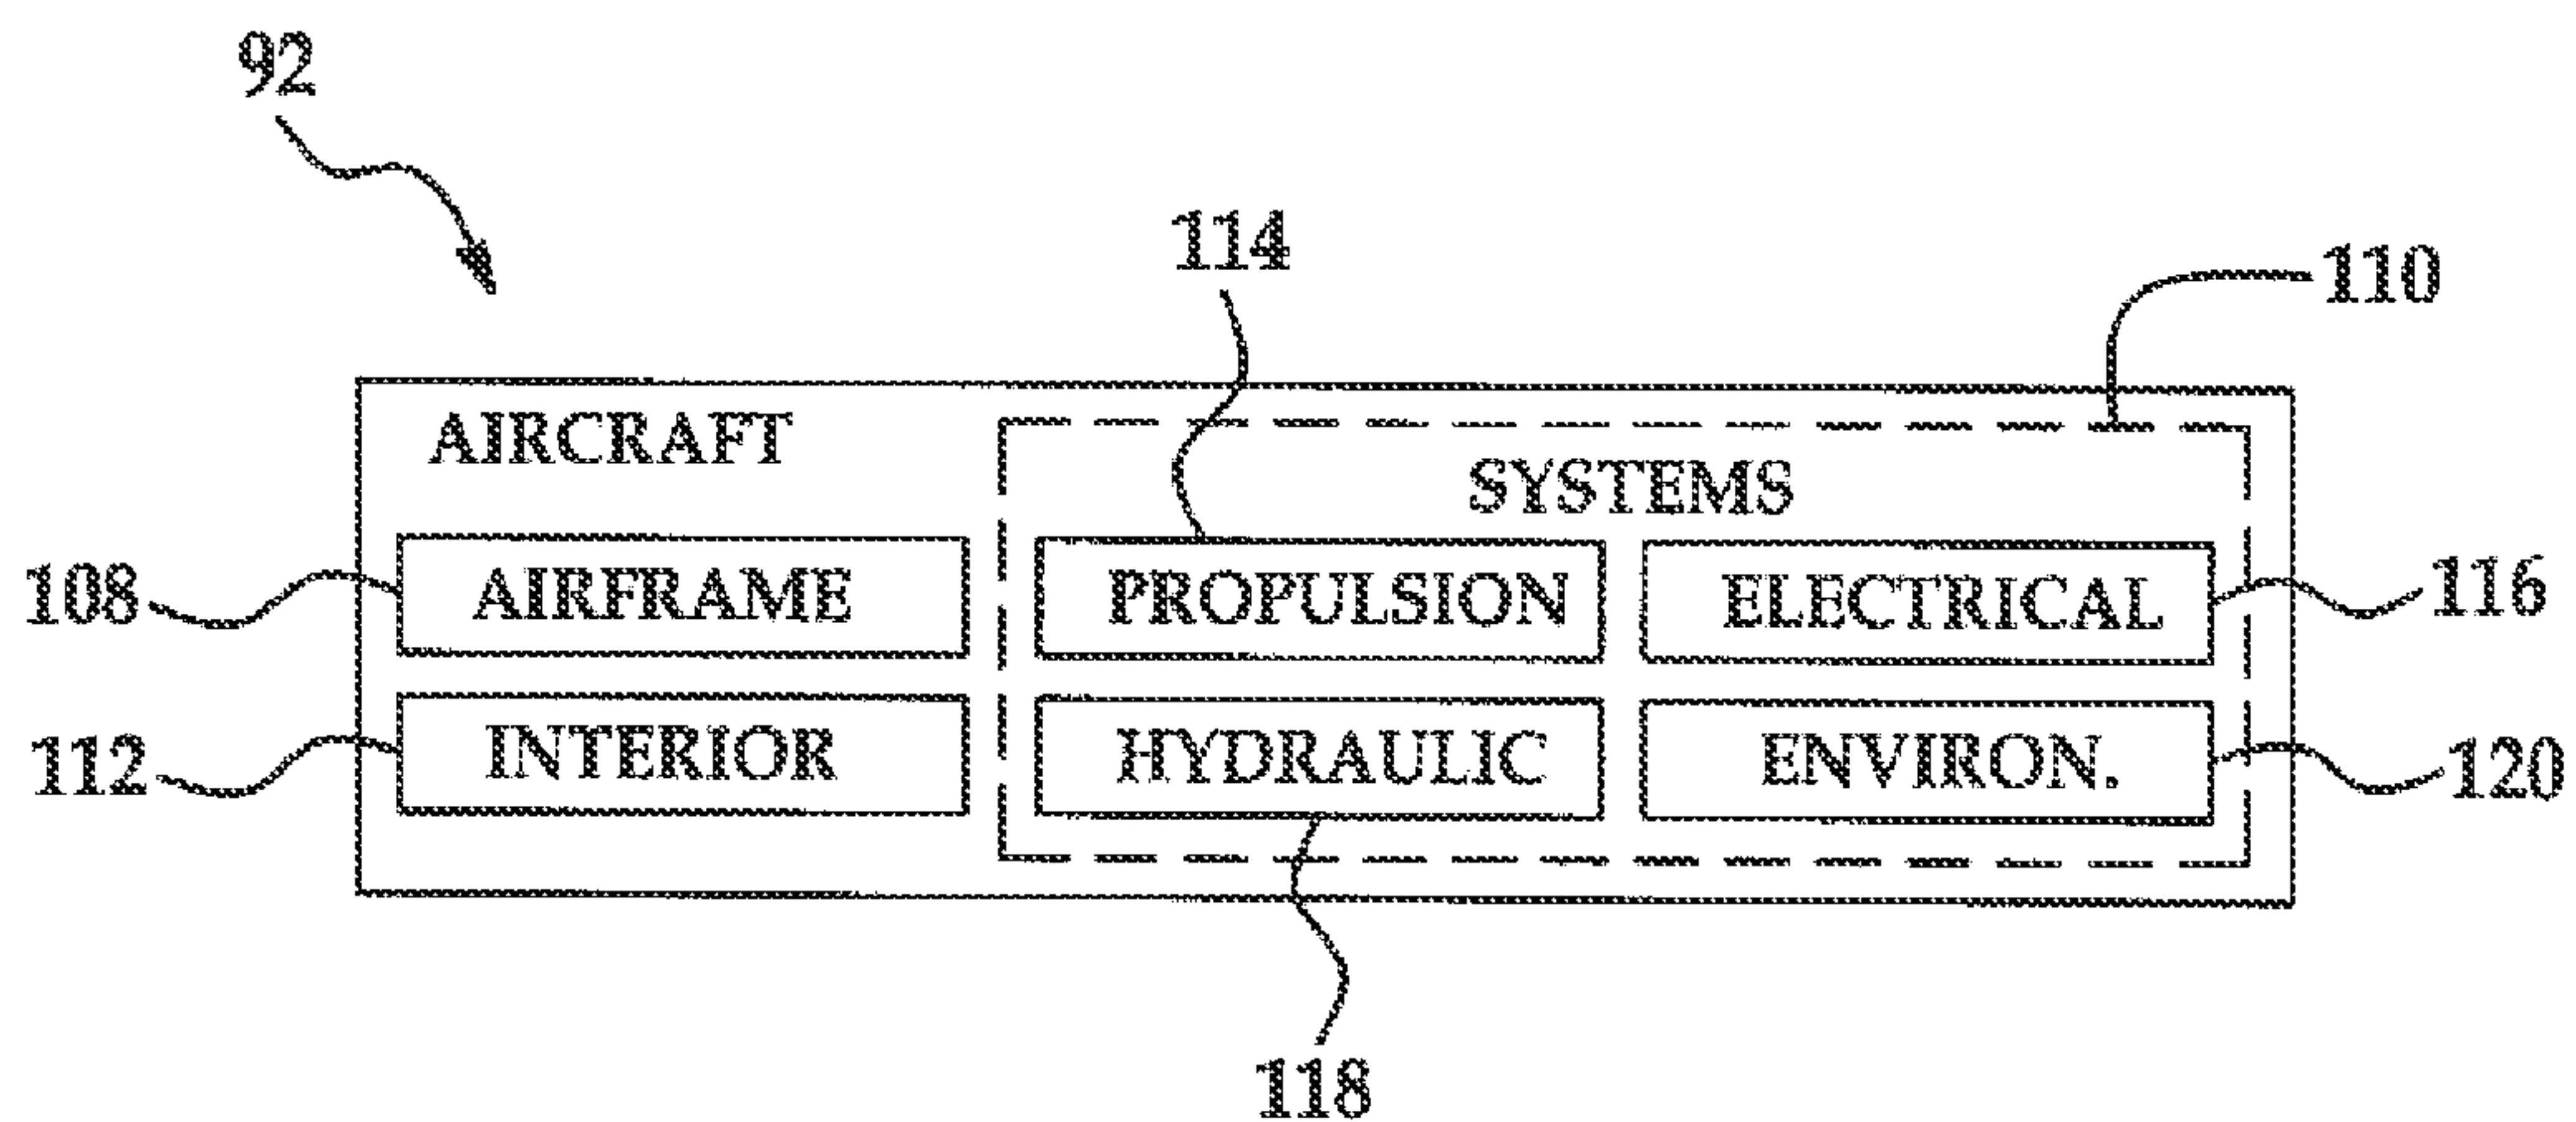 92
114
110
AIRCRAFT
SYSTEMS
108
AIRFRAME
PROPULSION
ELECTRICAL
116
112
INTERIOR
HYDRAULIC
ENVIRON.
120
118